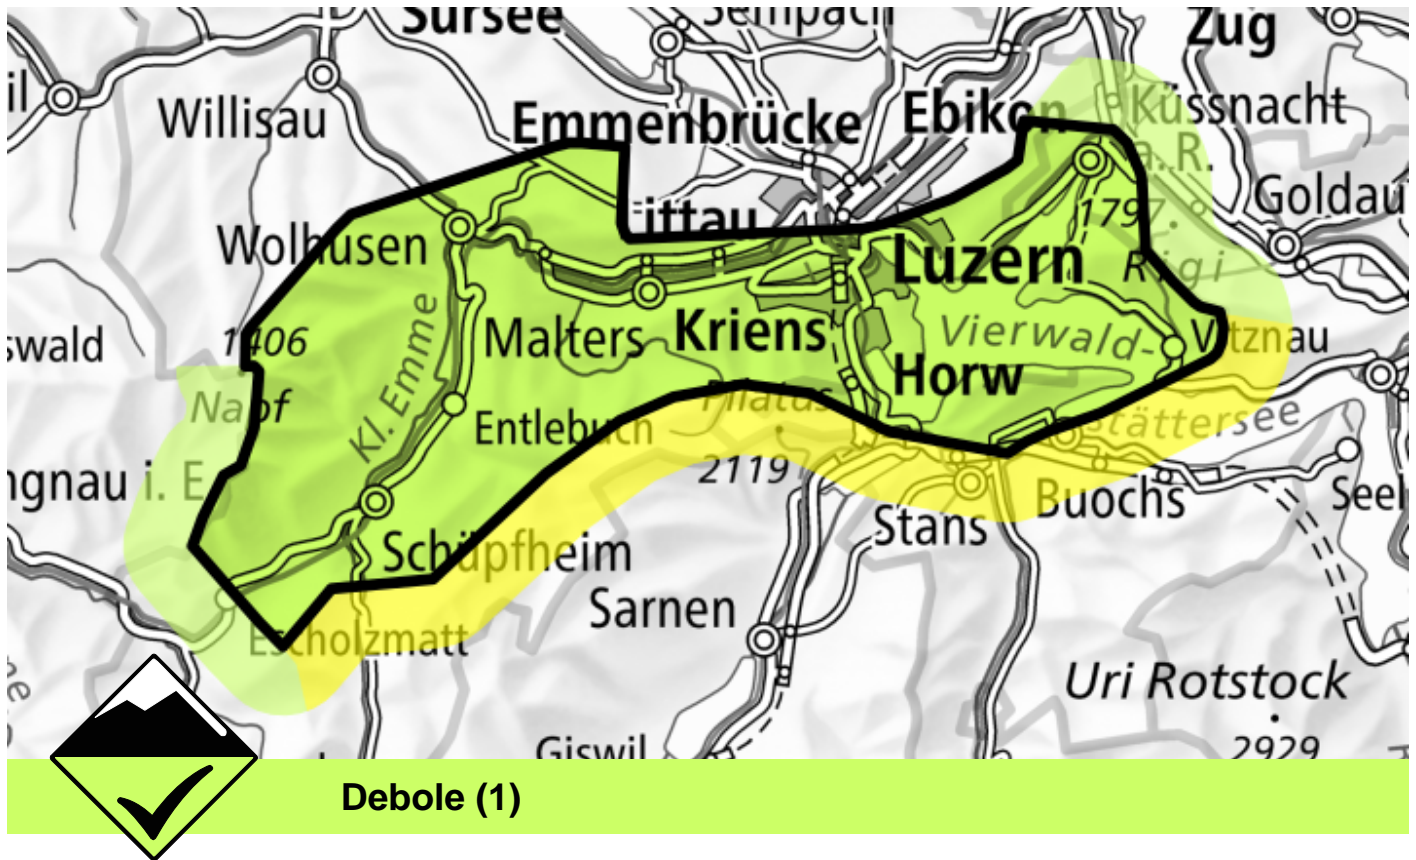 Sursee
Sempach
Zug
il
Willisau
Emmenbrücke
Ebikon
Küssnacht
a. R.
Goldau
Wolhusen
ittau
1797
Luzern
Rigi
swald
1406
Napf
Kl. Emme
Malters
Kriens
Vierwald-
Vitznau
Horw
Pilatus
Entlebuch
stättersee
2119
ngnau i. E.
Buochs
Seel
Stans
Schüpfheim
Sarnen
Escholzmatt
Uri Rotstock
2929
Giswil
Debole (1)